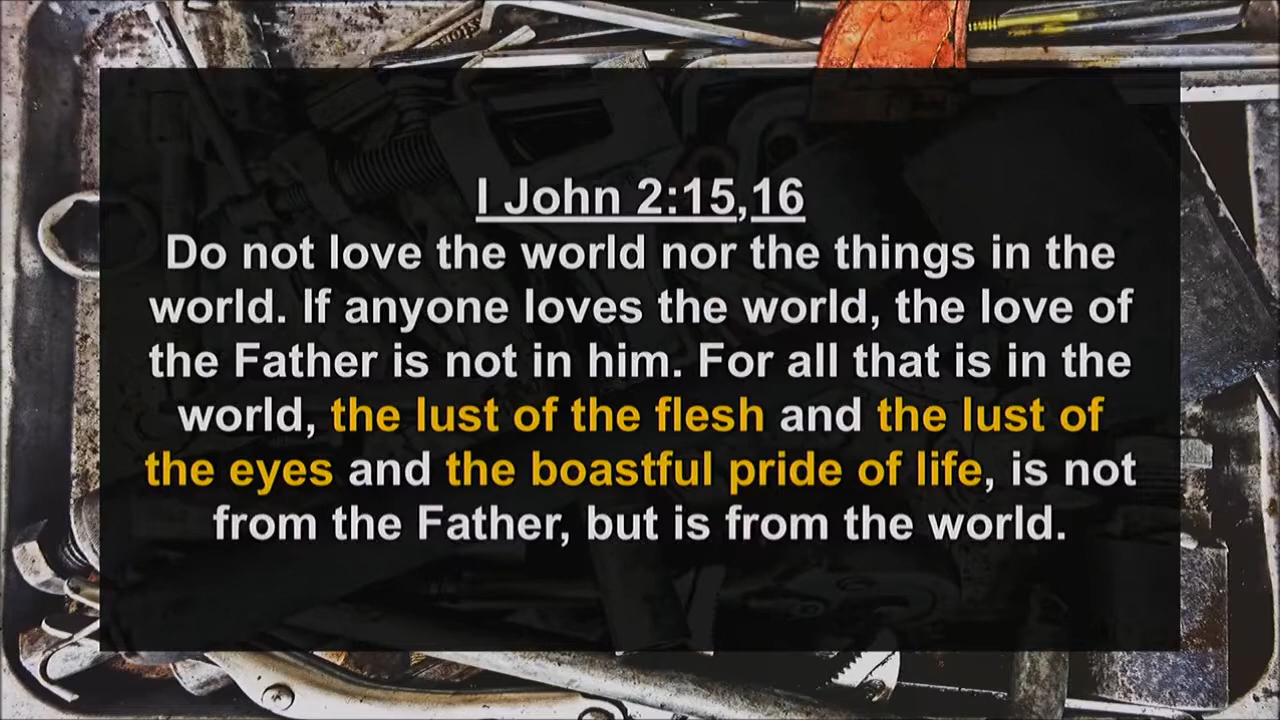 I John 2:15,16
Do not love the world nor the things in the
world. If anyone loves the world, the love of
the Father is not in him. For all that is in the
world, the lust of the flesh and the lust of
the eyes and the boastful pride of life, is not
from the Father, but is from the world.